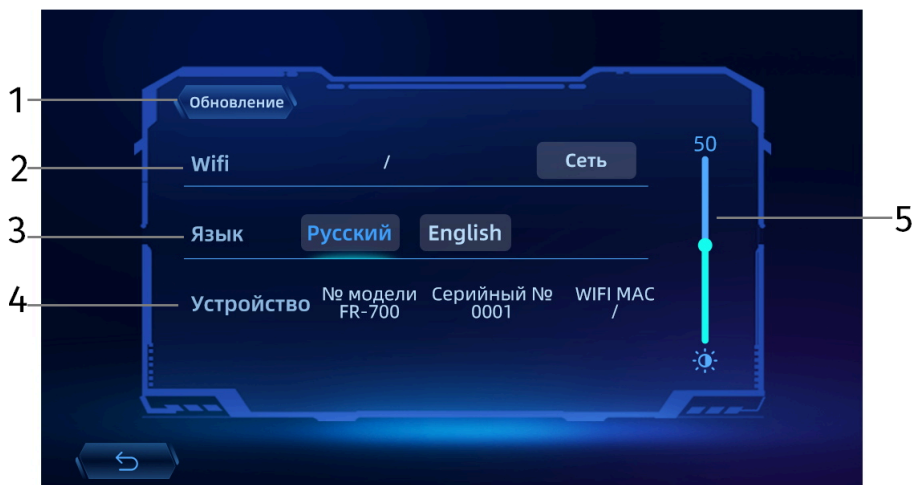 1
Обновление
2
Wifi / Сеть
50
5
3
Язык Русский English
4
Устройство № модели Серийный № WIFI MAC
FR-700 0001 /